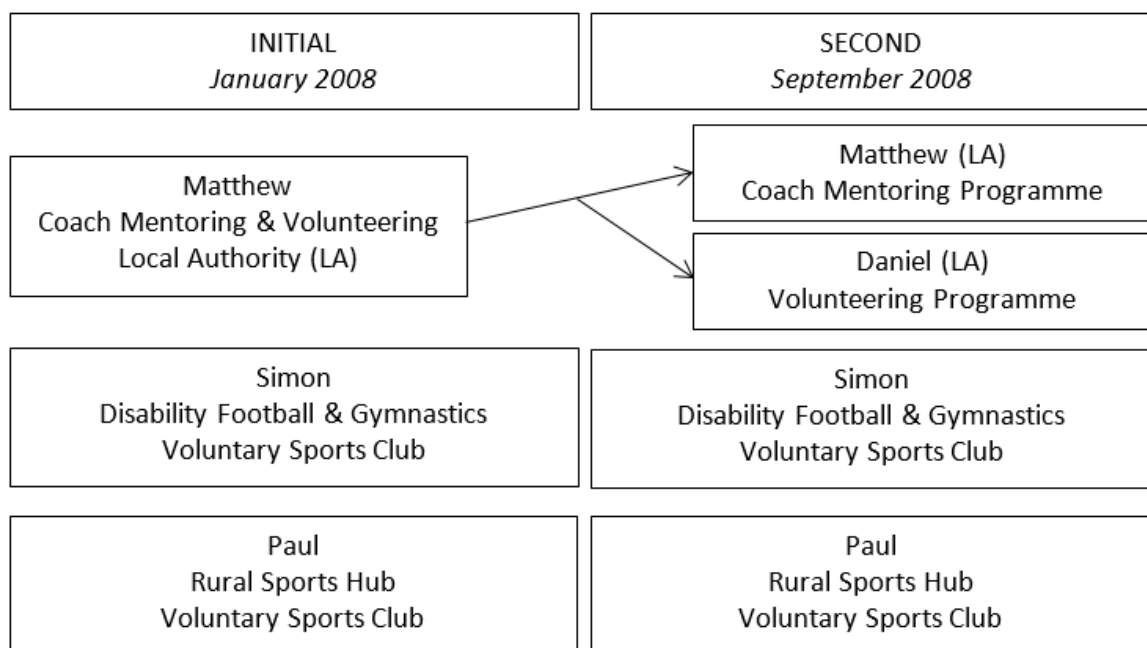 INITIAL
January 2008
SECOND
September 2008
Matthew
Coach Mentoring & Volunteering
Local Authority (LA)
Matthew (LA)
Coach Mentoring Programme
Daniel (LA)
Volunteering Programme
Simon
Disability Football & Gymnastics
Voluntary Sports Club
Simon
Disability Football & Gymnastics
Voluntary Sports Club
Paul
Rural Sports Hub
Voluntary Sports Club
Paul
Rural Sports Hub
Voluntary Sports Club